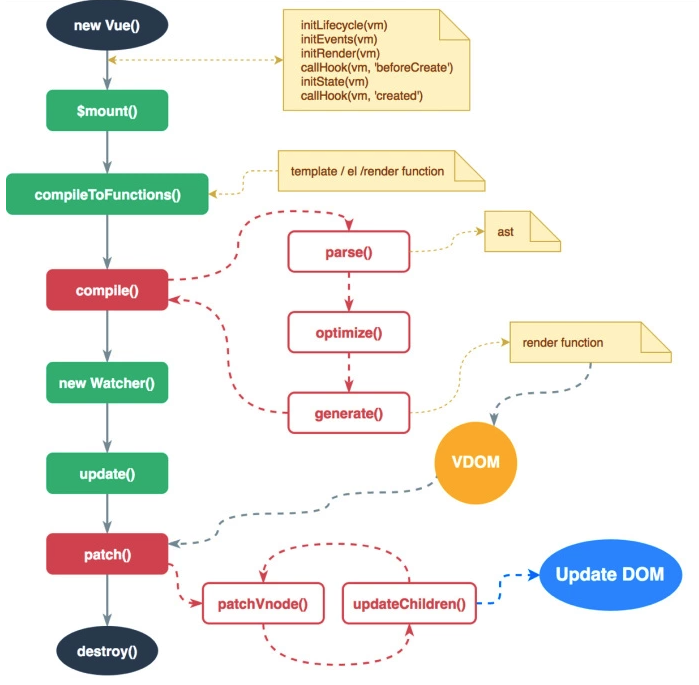 new Vue()
initLifecycle(vm)
initEvents(vm)
initRender(vm)
callHook(vm, 'beforeCreate')
initState(vm)
callHook(vm, 'created')
$mount()
template / el /render function
compileToFunctions()
ast
parse()
compile()
optimize()
render function
new Watcher()
generate()
VDOM
update()
patch()
Update DOM
patchVnode()
updateChildren()
destroy()